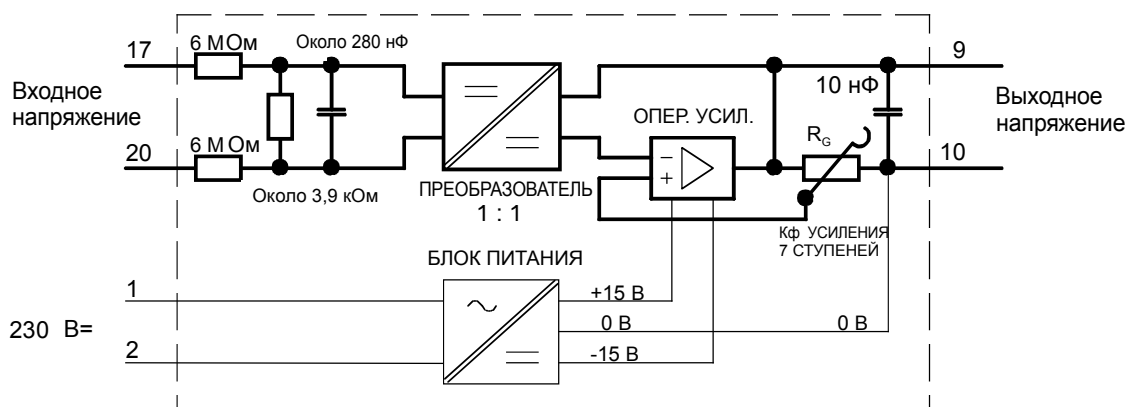 17
6 МОм
Около 280 нФ
9
Входное
напряжение
10 нФ
Выходное
напряжение
ОПЕР. УСИЛ.
R_G
20
6 МОм
10
Около 3,9 кОм
ПРЕОБРАЗОВАТЕЛЬ
1 : 1
−
+
Кф УСИЛЕНИЯ
7 СТУПЕНЕЙ
БЛОК ПИТАНИЯ
1
+15 В
230 В=
0 В
0 В
2
-15 В